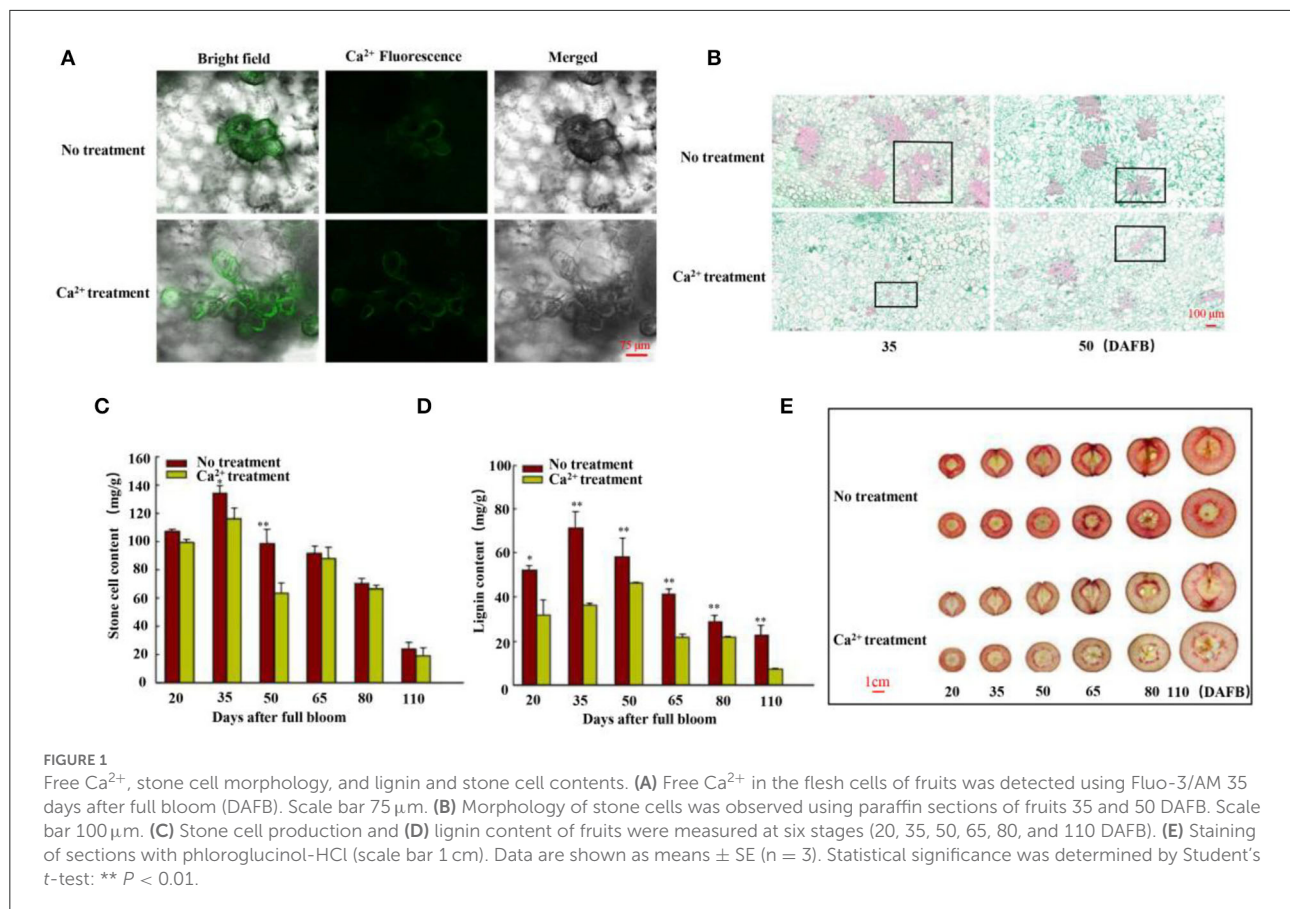 A
B
Bright field
Ca²⁺ Fluorescence
Merged
No treatment
Ca²⁺ treatment
75 μm
No treatment
Ca²⁺ treatment
100 μm
35
50 (DAFB)
C
D
E
Stone cell content (mg/g)
160
140
120
100
80
60
40
20
0
No treatment
Ca²⁺ treatment
*
**
20 35 50 65 80 110
Days after full bloom
Lignin content (mg/g)
100
80
60
40
20
0
No treatment
Ca²⁺ treatment
*
**
**
**
**
**
20 35 50 65 80 110
Days after full bloom
No treatment
Ca²⁺ treatment
1cm
20 35 50 65 80 110 (DAFB)
FIGURE 1
Free Ca²⁺, stone cell morphology, and lignin and stone cell contents. (A) Free Ca²⁺ in the flesh cells of fruits was detected using Fluo-3/AM 35
days after full bloom (DAFB). Scale bar 75 μm. (B) Morphology of stone cells was observed using paraffin sections of fruits 35 and 50 DAFB. Scale
bar 100 μm. (C) Stone cell production and (D) lignin content of fruits were measured at six stages (20, 35, 50, 65, 80, and 110 DAFB). (E) Staining
of sections with phloroglucinol-HCl (scale bar 1 cm). Data are shown as means ± SE (n = 3). Statistical significance was determined by Student's
t-test: ** P < 0.01.